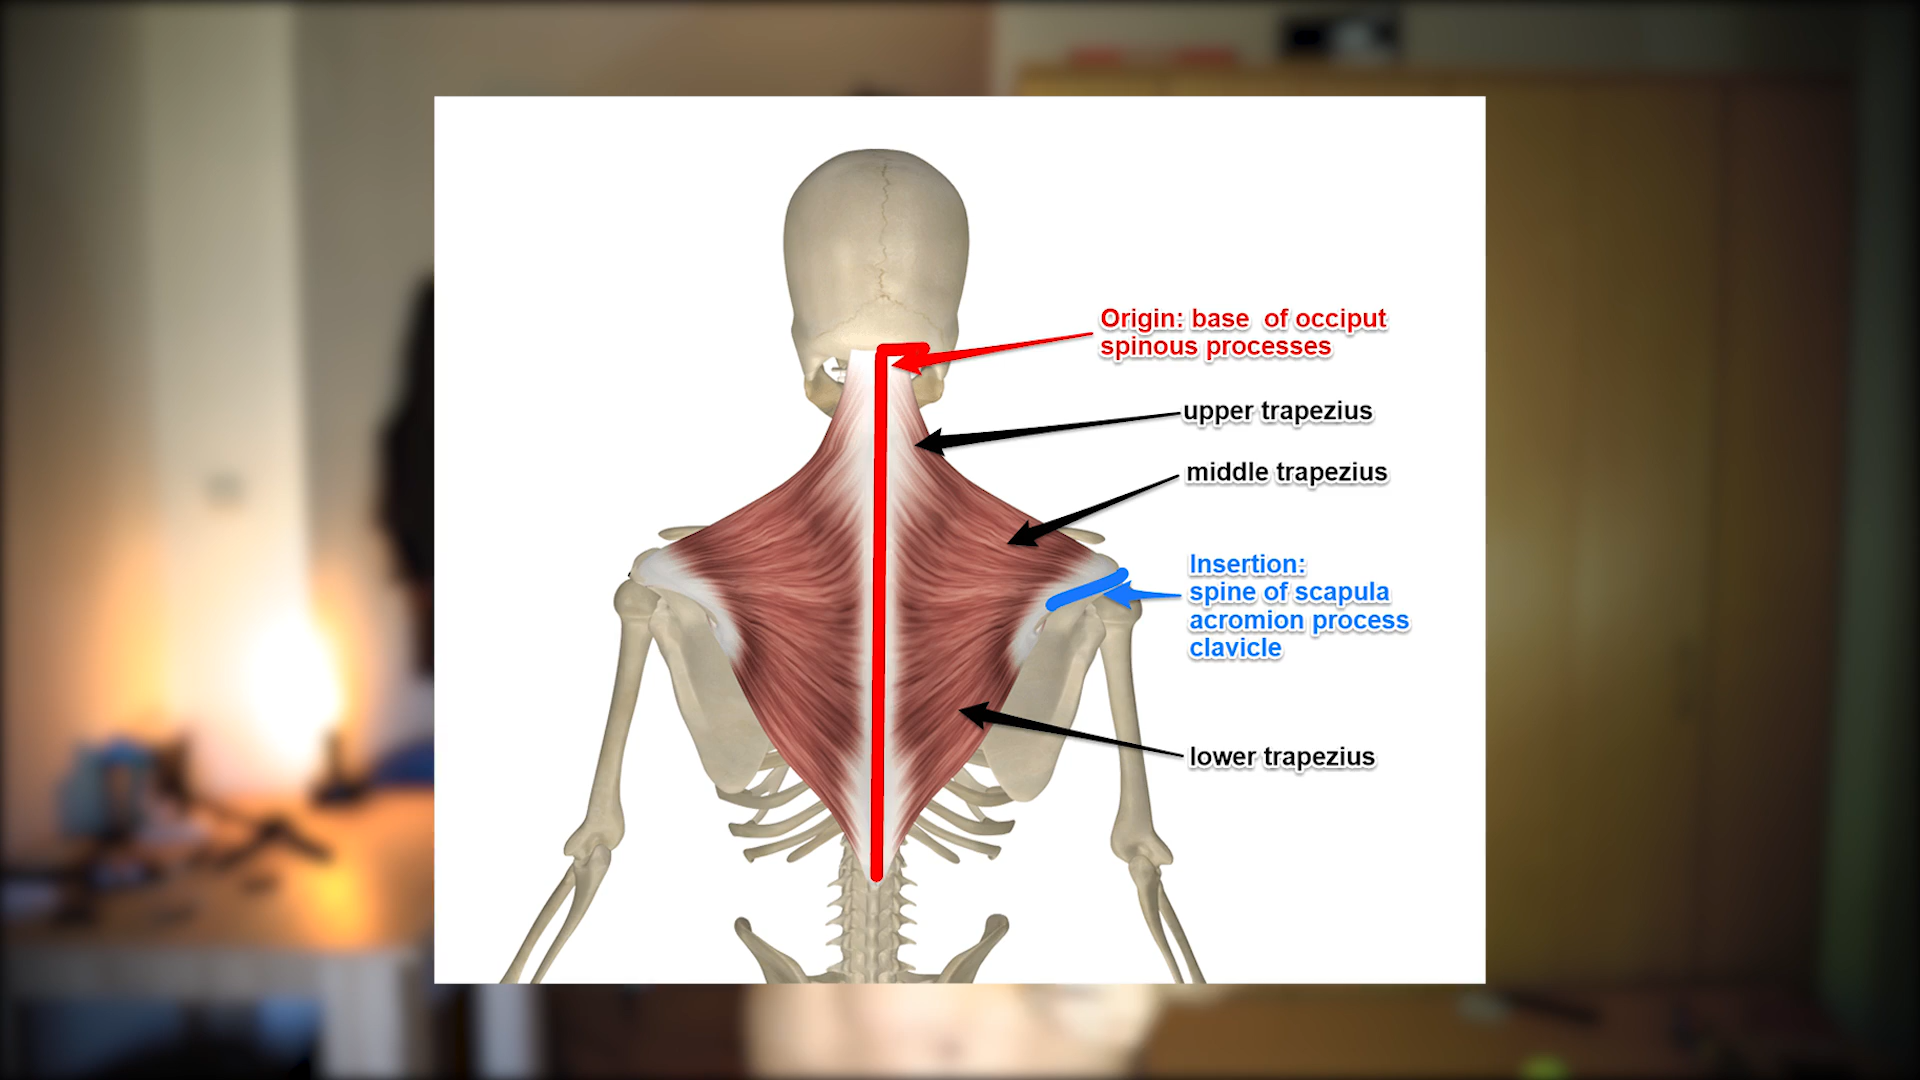 Origin: base of occiput
spinous processes
upper trapezius
middle trapezius
Insertion:
spine of scapula
acromion process
clavicle
lower trapezius